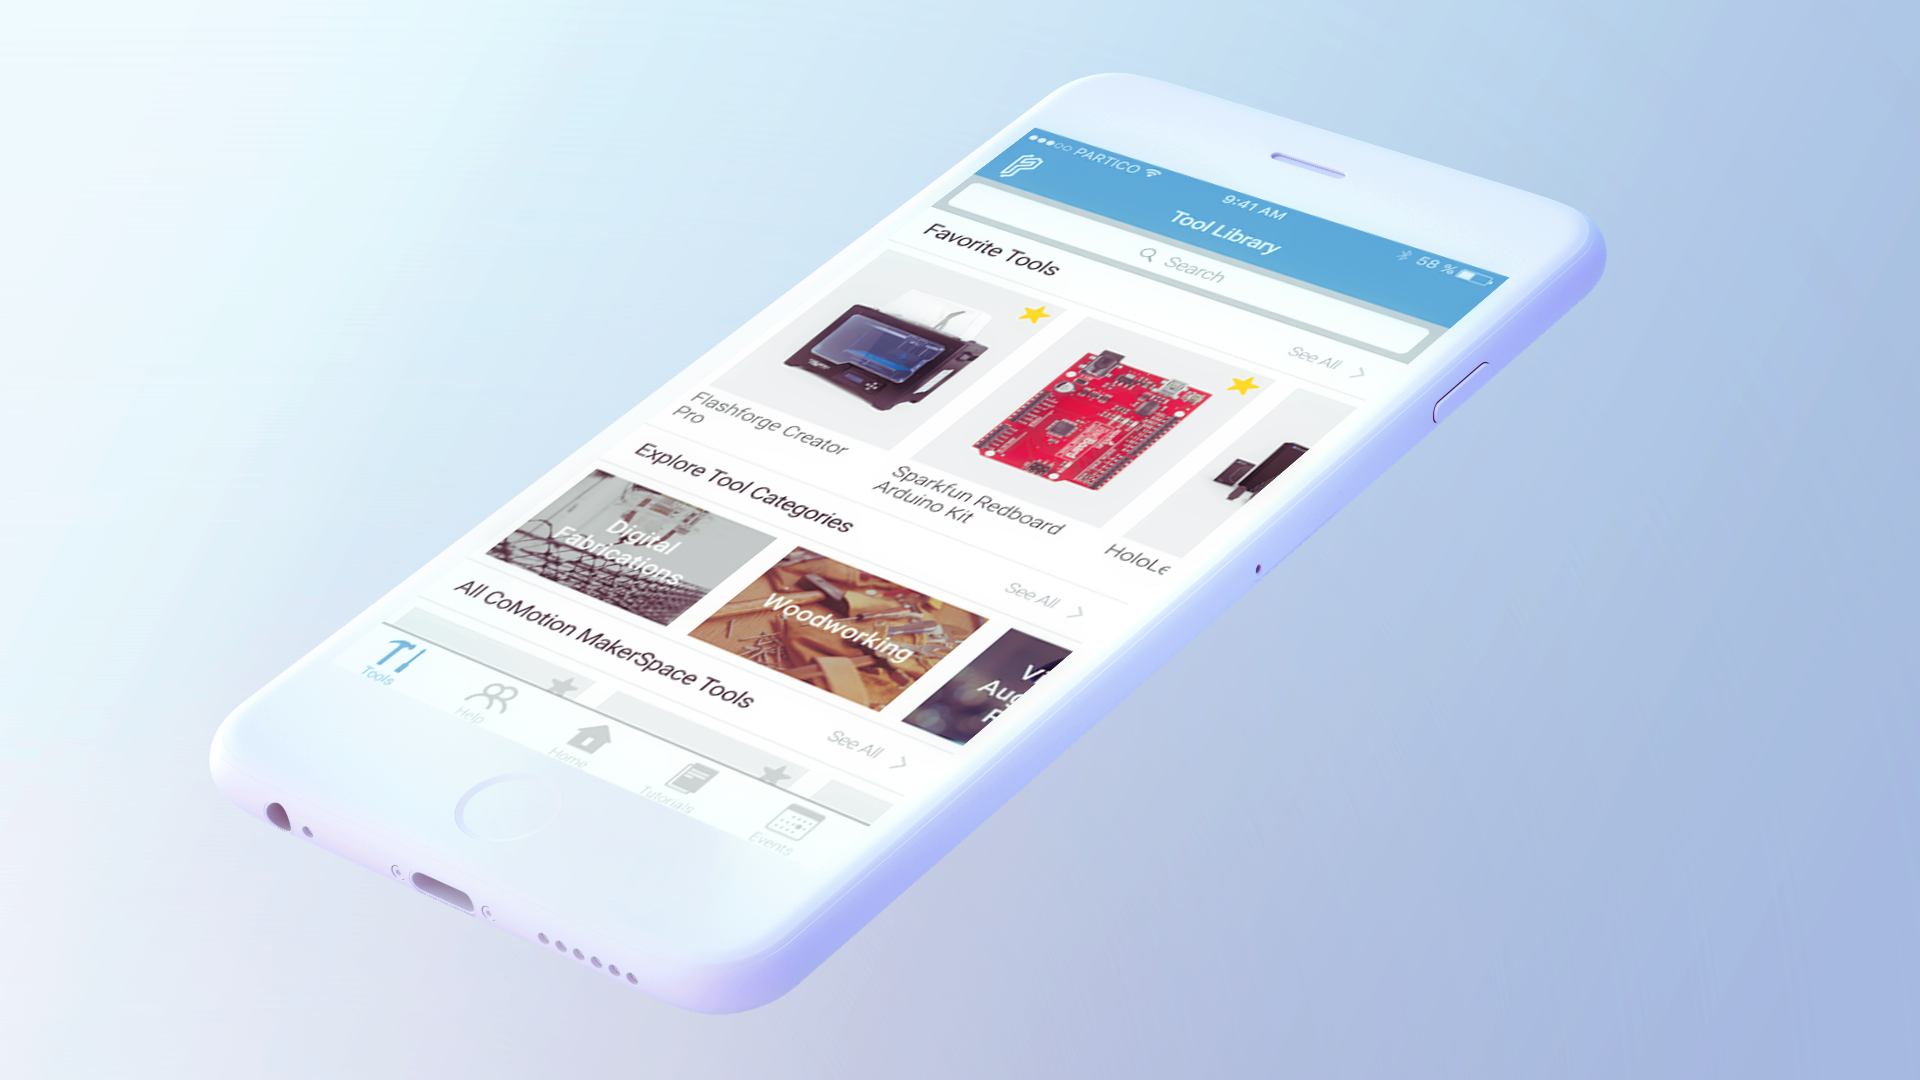 PARTICO
9:41 AM
58 %
Tool Library
Search
Favorite Tools
See All
Flashforge Creator
Pro
Sparkfun Redboard
Arduino Kit
HoloLe
Explore Tool Categories
See All
Digital
Fabrications
Woodworking
V
Aug
R
All CoMotion MakerSpace Tools
See All
Tools
Help
Home
Tutorials
Events